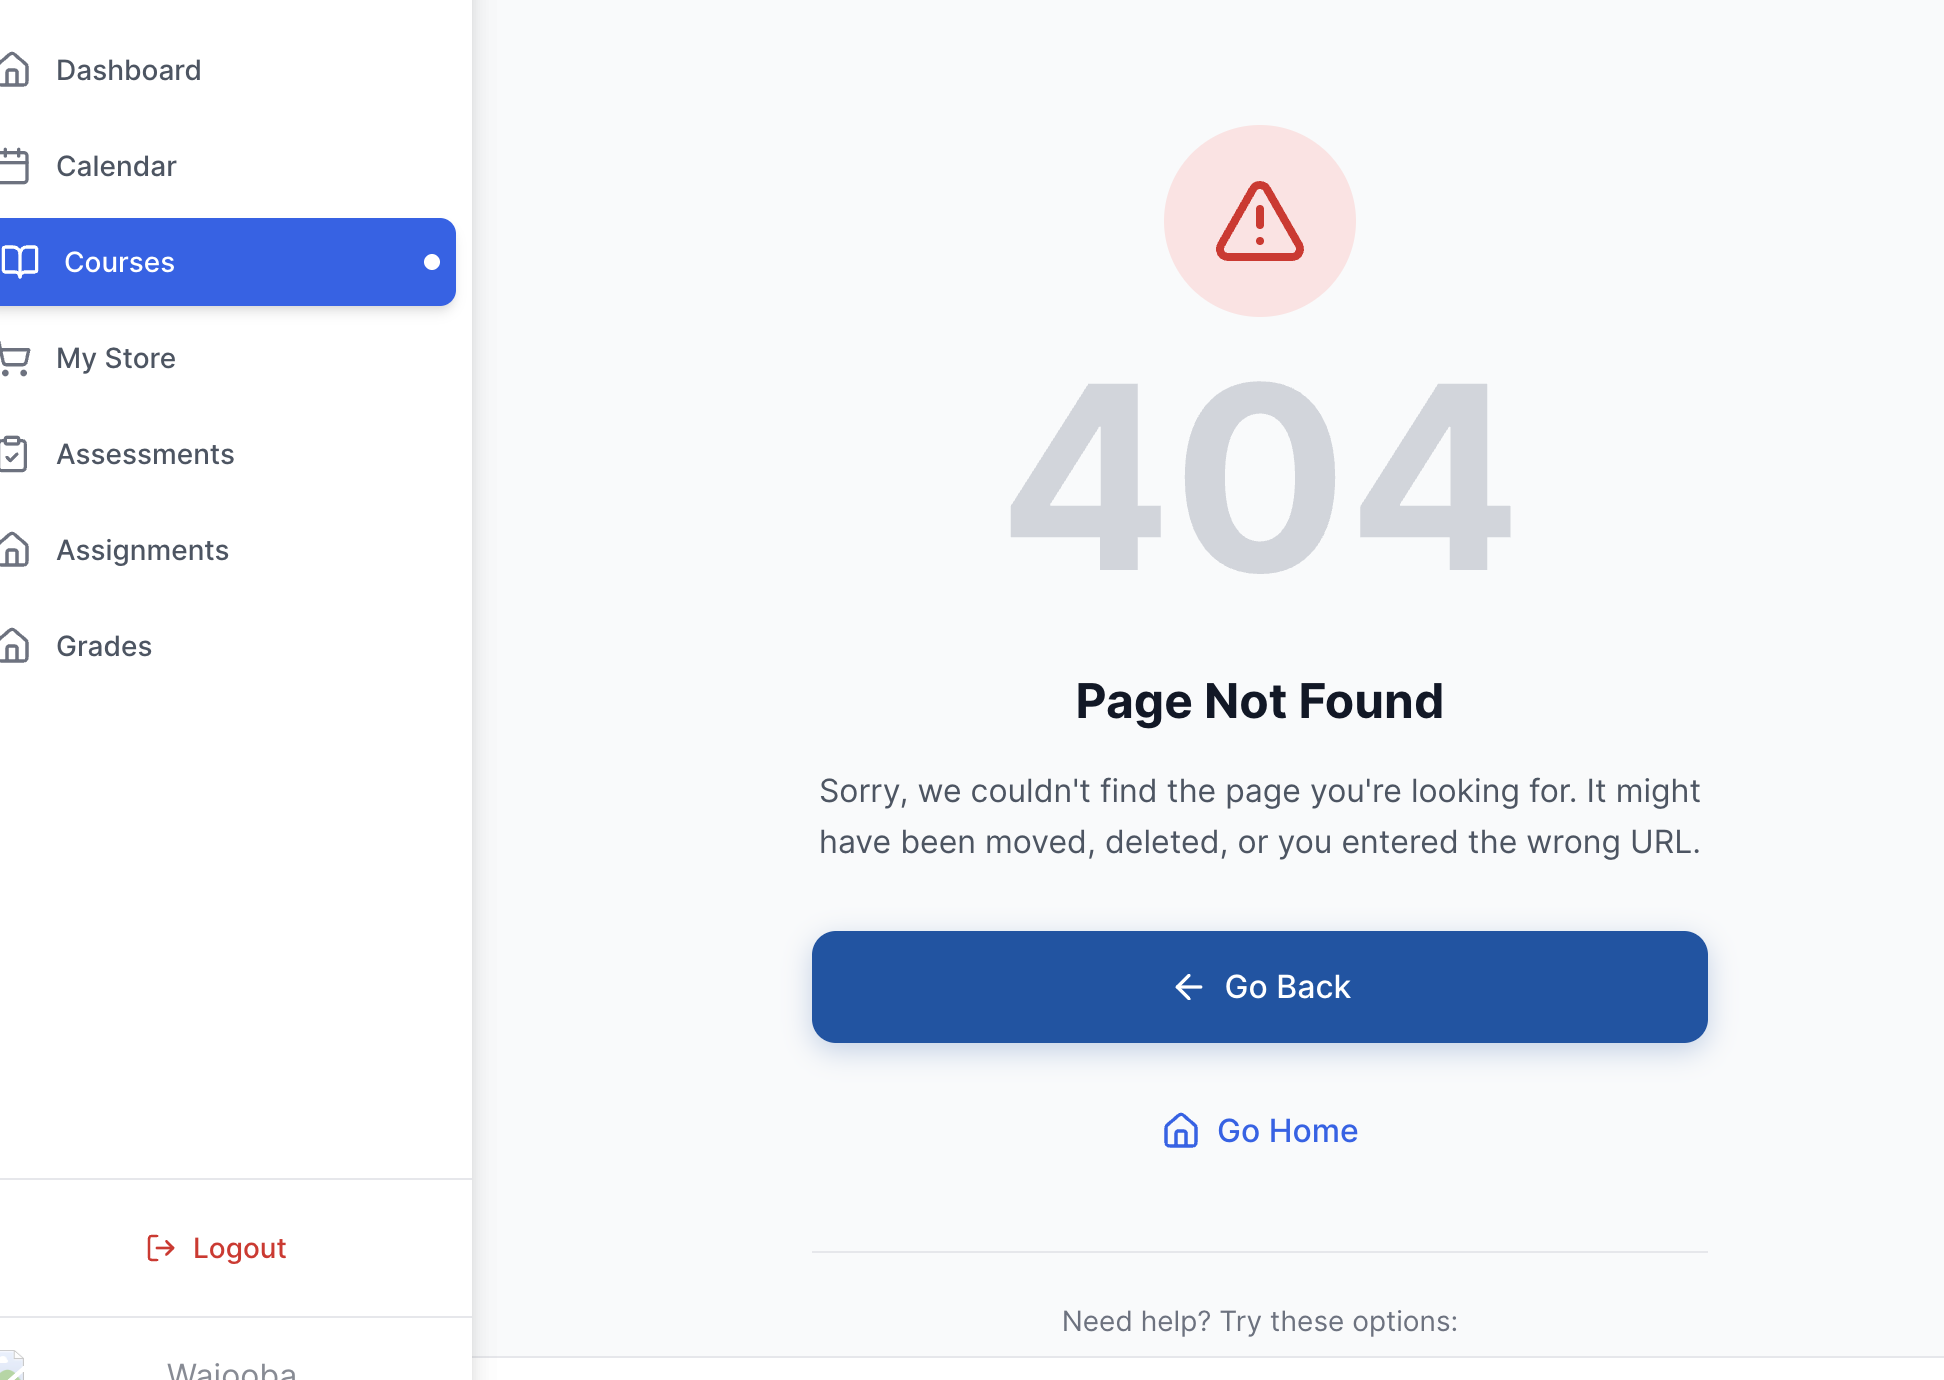 Dashboard
Calendar
Courses
My Store
Assessments
Assignments
Grades
Logout
Waiooba
404
Page Not Found
Sorry, we couldn't find the page you're looking for. It might
have been moved, deleted, or you entered the wrong URL.
Go Back
Go Home
Need help? Try these options: